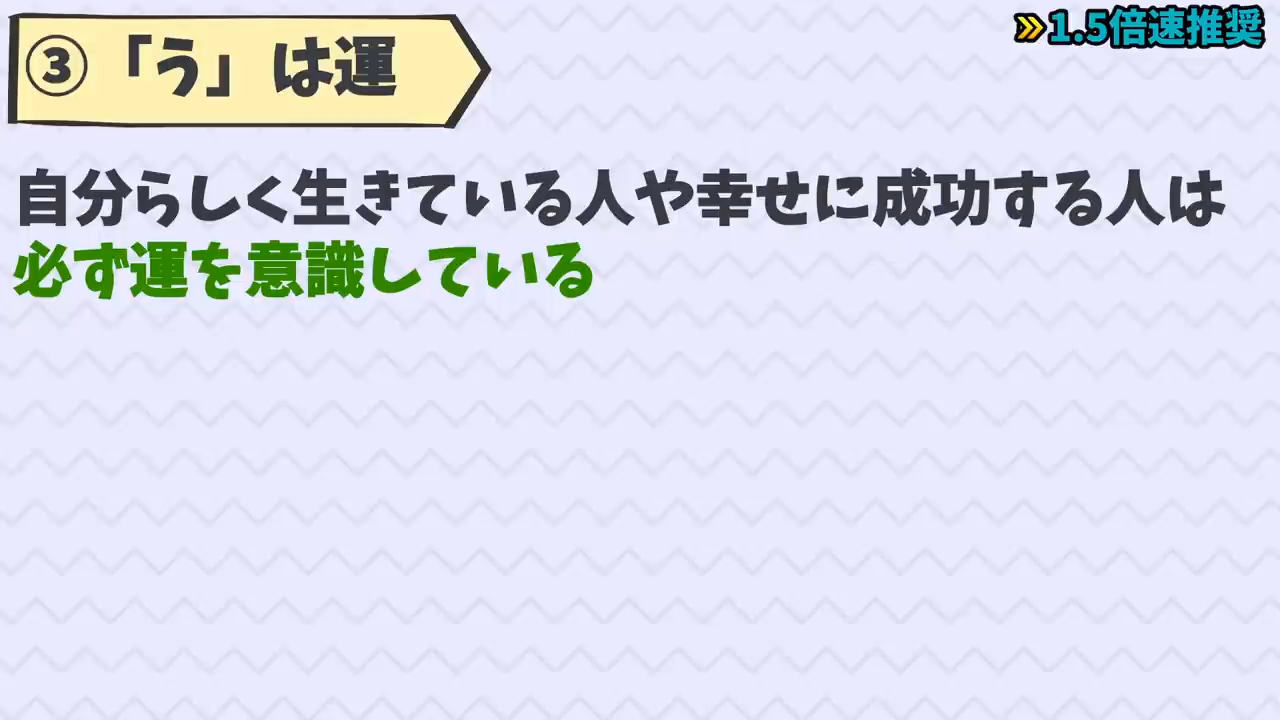 ③「う」は運
1.5倍速推奨
自分らしく生きている人や幸せに成功する人は
必ず運を意識している